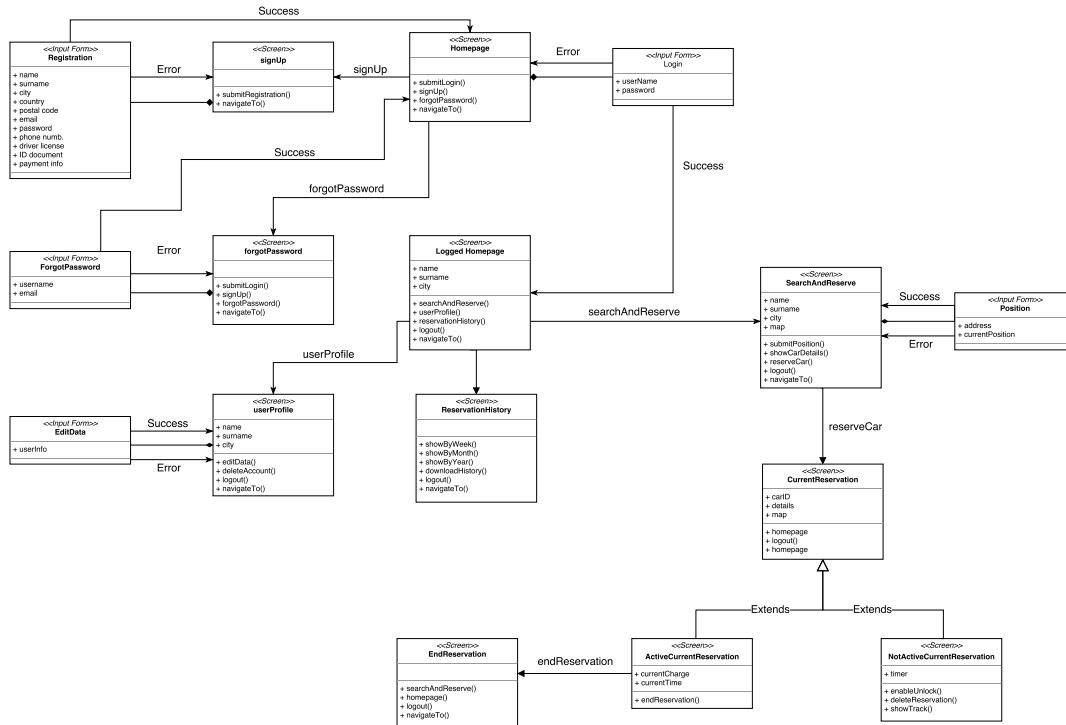 Success
<<Input Form>>
Registration
+ name
+ surname
+ city
+ country
+ postal code
+ email
+ password
+ phone numb.
+ driver license
+ ID document
+ payment info
Error
<<Screen>>
signUp
+ submitRegistration()
+ navigateTo()
signUp
<<Screen>>
Homepage
+ submitLogin()
+ signUp()
+ forgotPassword()
+ navigateTo()
Error
<<Input Form>>
Login
+ userName
+ password
Success
Success
forgotPassword
<<Input Form>>
ForgotPassword
+ username
+ email
Error
<<Screen>>
forgotPassword
+ submitLogin()
+ signUp()
+ forgotPassword()
+ navigateTo()
<<Screen>>
Logged Homepage
+ name
+ surname
+ city
+ searchAndReserve()
+ userProfile()
+ reservationHistory()
+ logout()
+ navigateTo()
searchAndReserve
<<Screen>>
SearchAndReserve
+ name
+ surname
+ city
+ map
+ submitPosition()
+ showCarDetails()
+ reserveCar()
+ logout()
+ navigateTo()
Success
Error
<<Input Form>>
Position
+ address
+ currentPosition
userProfile
<<Input Form>>
EditData
+ userInfo
Success
Error
<<Screen>>
userProfile
+ name
+ surname
+ city
+ editData()
+ deleteAccount()
+ logout()
+ navigateTo()
<<Screen>>
ReservationHistory
+ showByWeek()
+ showByMonth()
+ showByYear()
+ downloadHistory()
+ logout()
+ navigateTo()
reserveCar
<<Screen>>
CurrentReservation
+ carID
+ details
+ map
+ homepage
+ logout()
+ homepage
Extends
Extends
<<Screen>>
EndReservation
+ searchAndReserve()
+ homepage()
+ logout()
+ navigateTo()
endReservation
<<Screen>>
ActiveCurrentReservation
+ currentCharge
+ currentTime
+ endReservation()
<<Screen>>
NotActiveCurrentReservation
+ timer
+ enableUnlock()
+ deleteReservation()
+ showTrack()